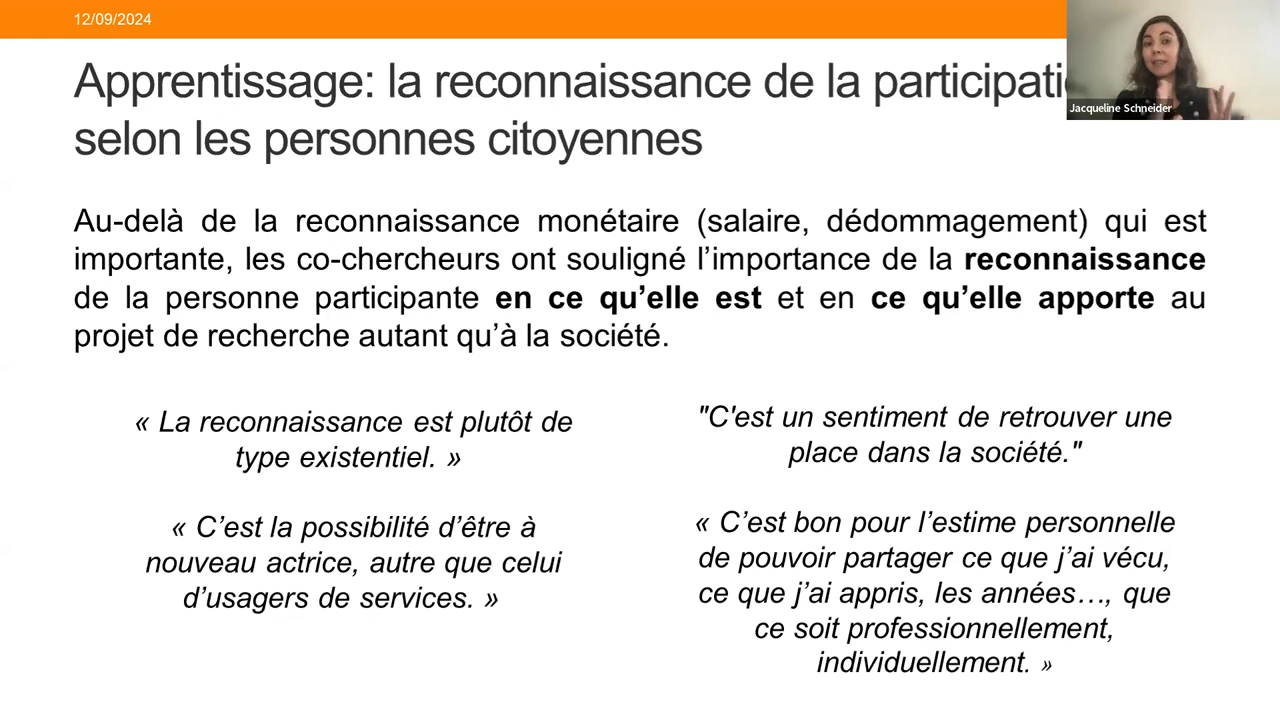 12/09/2024
Apprentissage: la reconnaissance de la participati
selon les personnes citoyennes
Jacqueline Schneider
Au-delà de la reconnaissance monétaire (salaire, dédommagement) qui est
importante, les co-chercheurs ont souligné l’importance de la reconnaissance
de la personne participante en ce qu’elle est et en ce qu’elle apporte au
projet de recherche autant qu’à la société.
« La reconnaissance est plutôt de
type existentiel. »
« C’est la possibilité d’être à
nouveau actrice, autre que celui
d’usagers de services. »
"C'est un sentiment de retrouver une
place dans la société."
« C’est bon pour l’estime personnelle
de pouvoir partager ce que j’ai vécu,
ce que j’ai appris, les années…, que
ce soit professionnellement,
individuellement. »